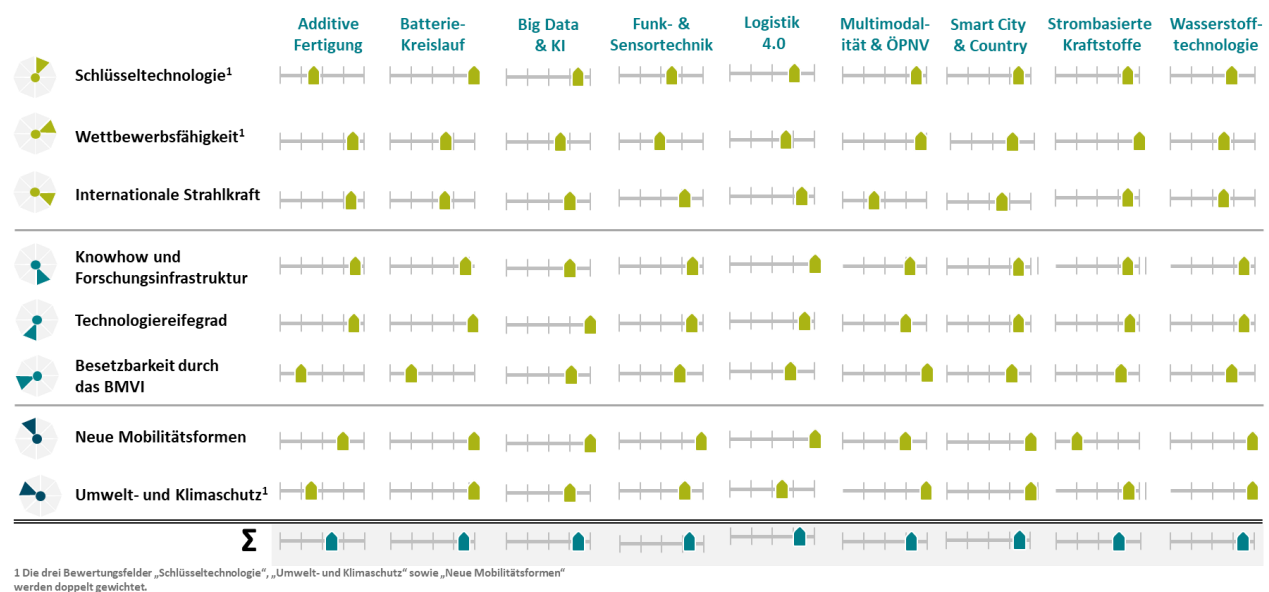 Additive Fertigung
Batterie-Kreislauf
Big Data & KI
Funk- & Sensortechnik
Logistik 4.0
Multimodal-ität & ÖPNV
Smart City & Country
Strombasierte Kraftstoffe
Wasserstoff-technologie
Schlüsseltechnologie¹
Wettbewerbsfähigkeit¹
Internationale Strahlkraft
Knowhow und
Forschungsinfrastruktur
Technologiereifegrad
Besetzbarkeit durch
das BMVI
Neue Mobilitätsformen
Umwelt- und Klimaschutz¹
Σ
1 Die drei Bewertungsfelder „Schlüsseltechnologie“, „Umwelt- und Klimaschutz“ sowie „Neue Mobilitätsformen“
werden doppelt gewichtet.